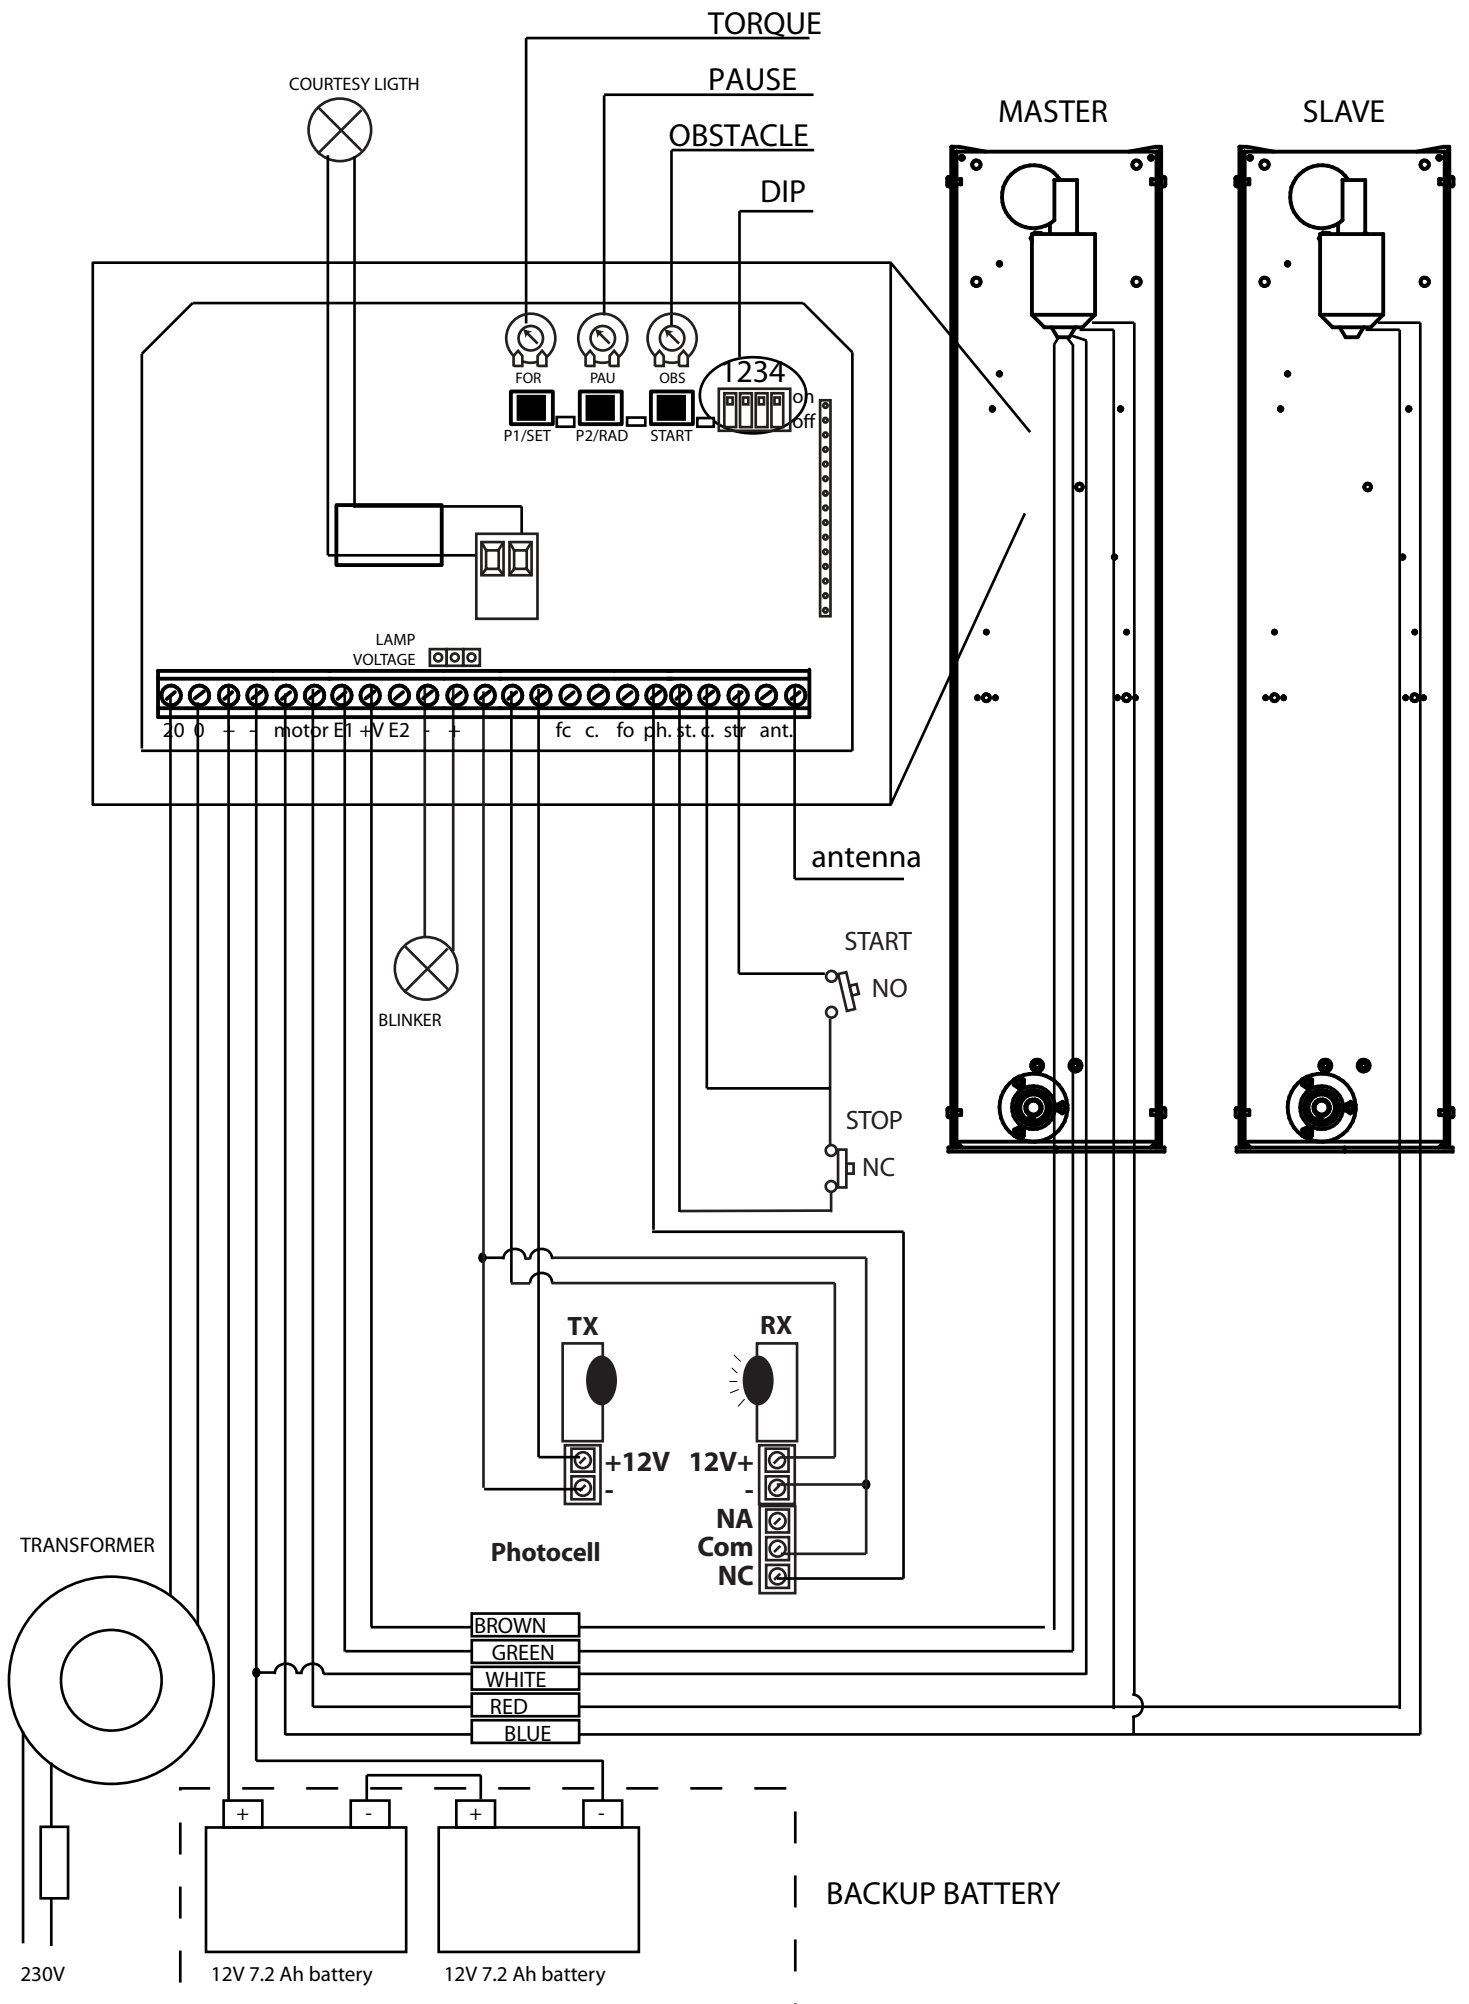 TORQUE
COURTESY LIGTH
PAUSE
MASTER
SLAVE
OBSTACLE
DIP
1234
FOR PAU OBS
on
off
P1/SET P2/RAD START
LAMP
VOLTAGE
20 0 + - motor E1 +V E2 - + fc c. fo ph. st. c. str ant.
antenna
START
NO
BLINKER
STOP
NC
TX
RX
+12V
12V+
-
-
NA
TRANSFORMER
Photocell
Com
NC
BROWN
GREEN
WHITE
RED
BLUE
+ - + -
BACKUP BATTERY
230V
12V 7.2 Ah battery
12V 7.2 Ah battery